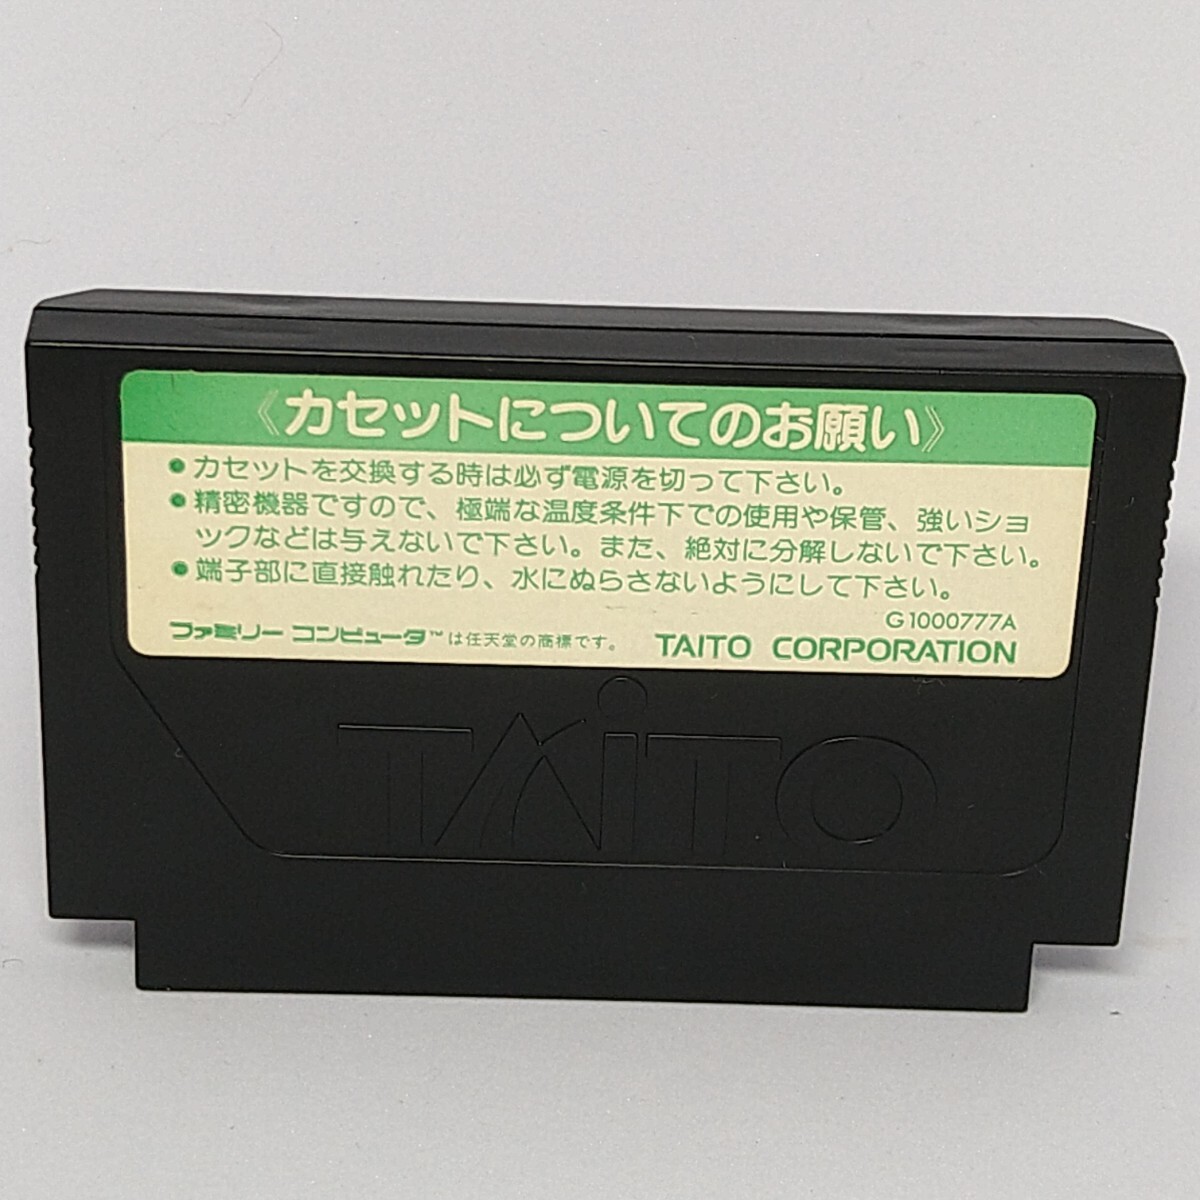 《カセットについてのお願い》
●カセットを交換する時は必ず電源を切って下さい。
●精密機器ですので、極端な温度条件下での使用や保管、強いショ
ックなどは与えないで下さい。また、絶対に分解しないで下さい。
●端子部に直接触れたり、水にぬらさないようにして下さい。
G1000777A
ファミリー コンピュータ™は任天堂の商標です。 TAITO CORPORATION
TAITO